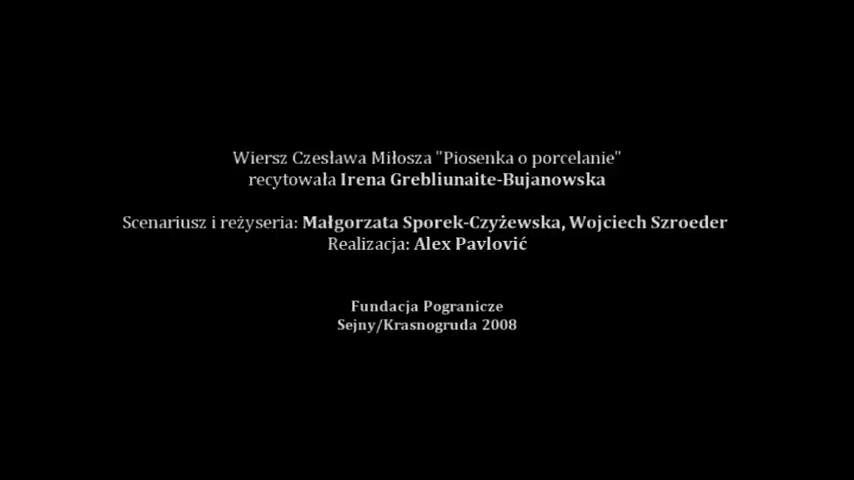 Wiersz Czesława Miłosza "Piosenka o porcelanie"
recytowała Irena Grebliunaite-Bujanowska
Scenariusz i reżyseria: Małgorzata Sporek-Czyżewska, Wojciech Szroeder
Realizacja: Alex Pavlović
Fundacja Pogranicze
Sejny/Krasnogruda 2008